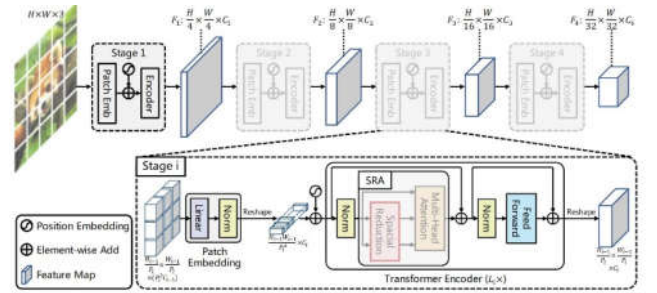 H×W×3
F₁: H/4 × W/4 ×C₁
F₂: H/8 × W/8 ×C₂
F₃: H/16 × W/16 ×C₃
F₄: H/32 × W/32 ×C₄
Stage 1
Patch Emb
Encoder
Stage 2
Patch Emb
Encoder
Stage 3
Patch Emb
Encoder
Stage 4
Patch Emb
Encoder
Stage i
Linear
Norm
Reshape
Patch
Embedding
Norm
SRA
Spacial
Reduction
Multi-Head
Attention
Norm
Feed
Forward
Reshape
Transformer Encoder (Lᵢ×)
Position Embedding
Element-wise Add
Feature Map